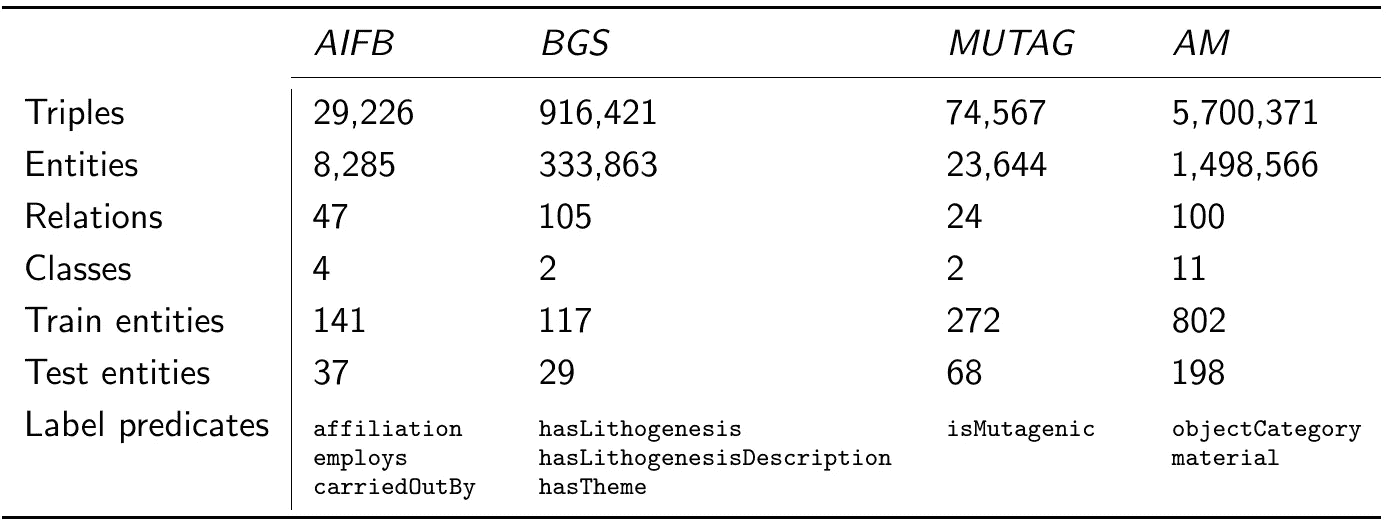 AIFB BGS MUTAG AM
Triples 29,226 916,421 74,567 5,700,371
Entities 8,285 333,863 23,644 1,498,566
Relations 47 105 24 100
Classes 4 2 2 11
Train entities 141 117 272 802
Test entities 37 29 68 198
Label predicates affiliation hasLithogenesis isMutagenic objectCategory
employs hasLithogenesisDescription material
carriedOutBy hasTheme